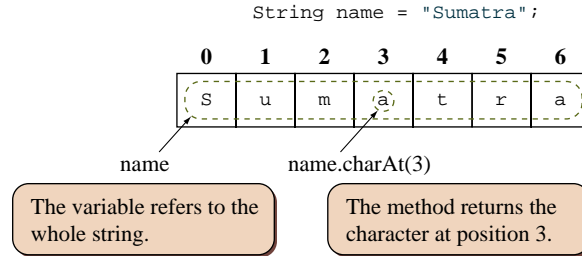 String name = "Sumatra";
0 1 2 3 4 5 6
S u m a t r a
name name.charAt(3)
The variable refers to the
whole string.
The method returns the
character at position 3.